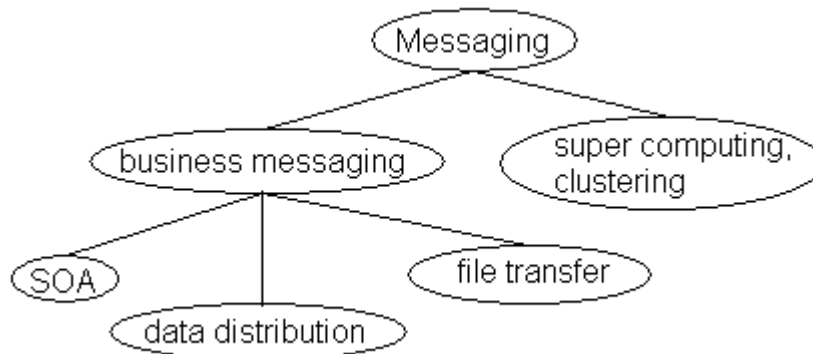 Messaging
business messaging
super computing,
clustering
SOA
file transfer
data distribution